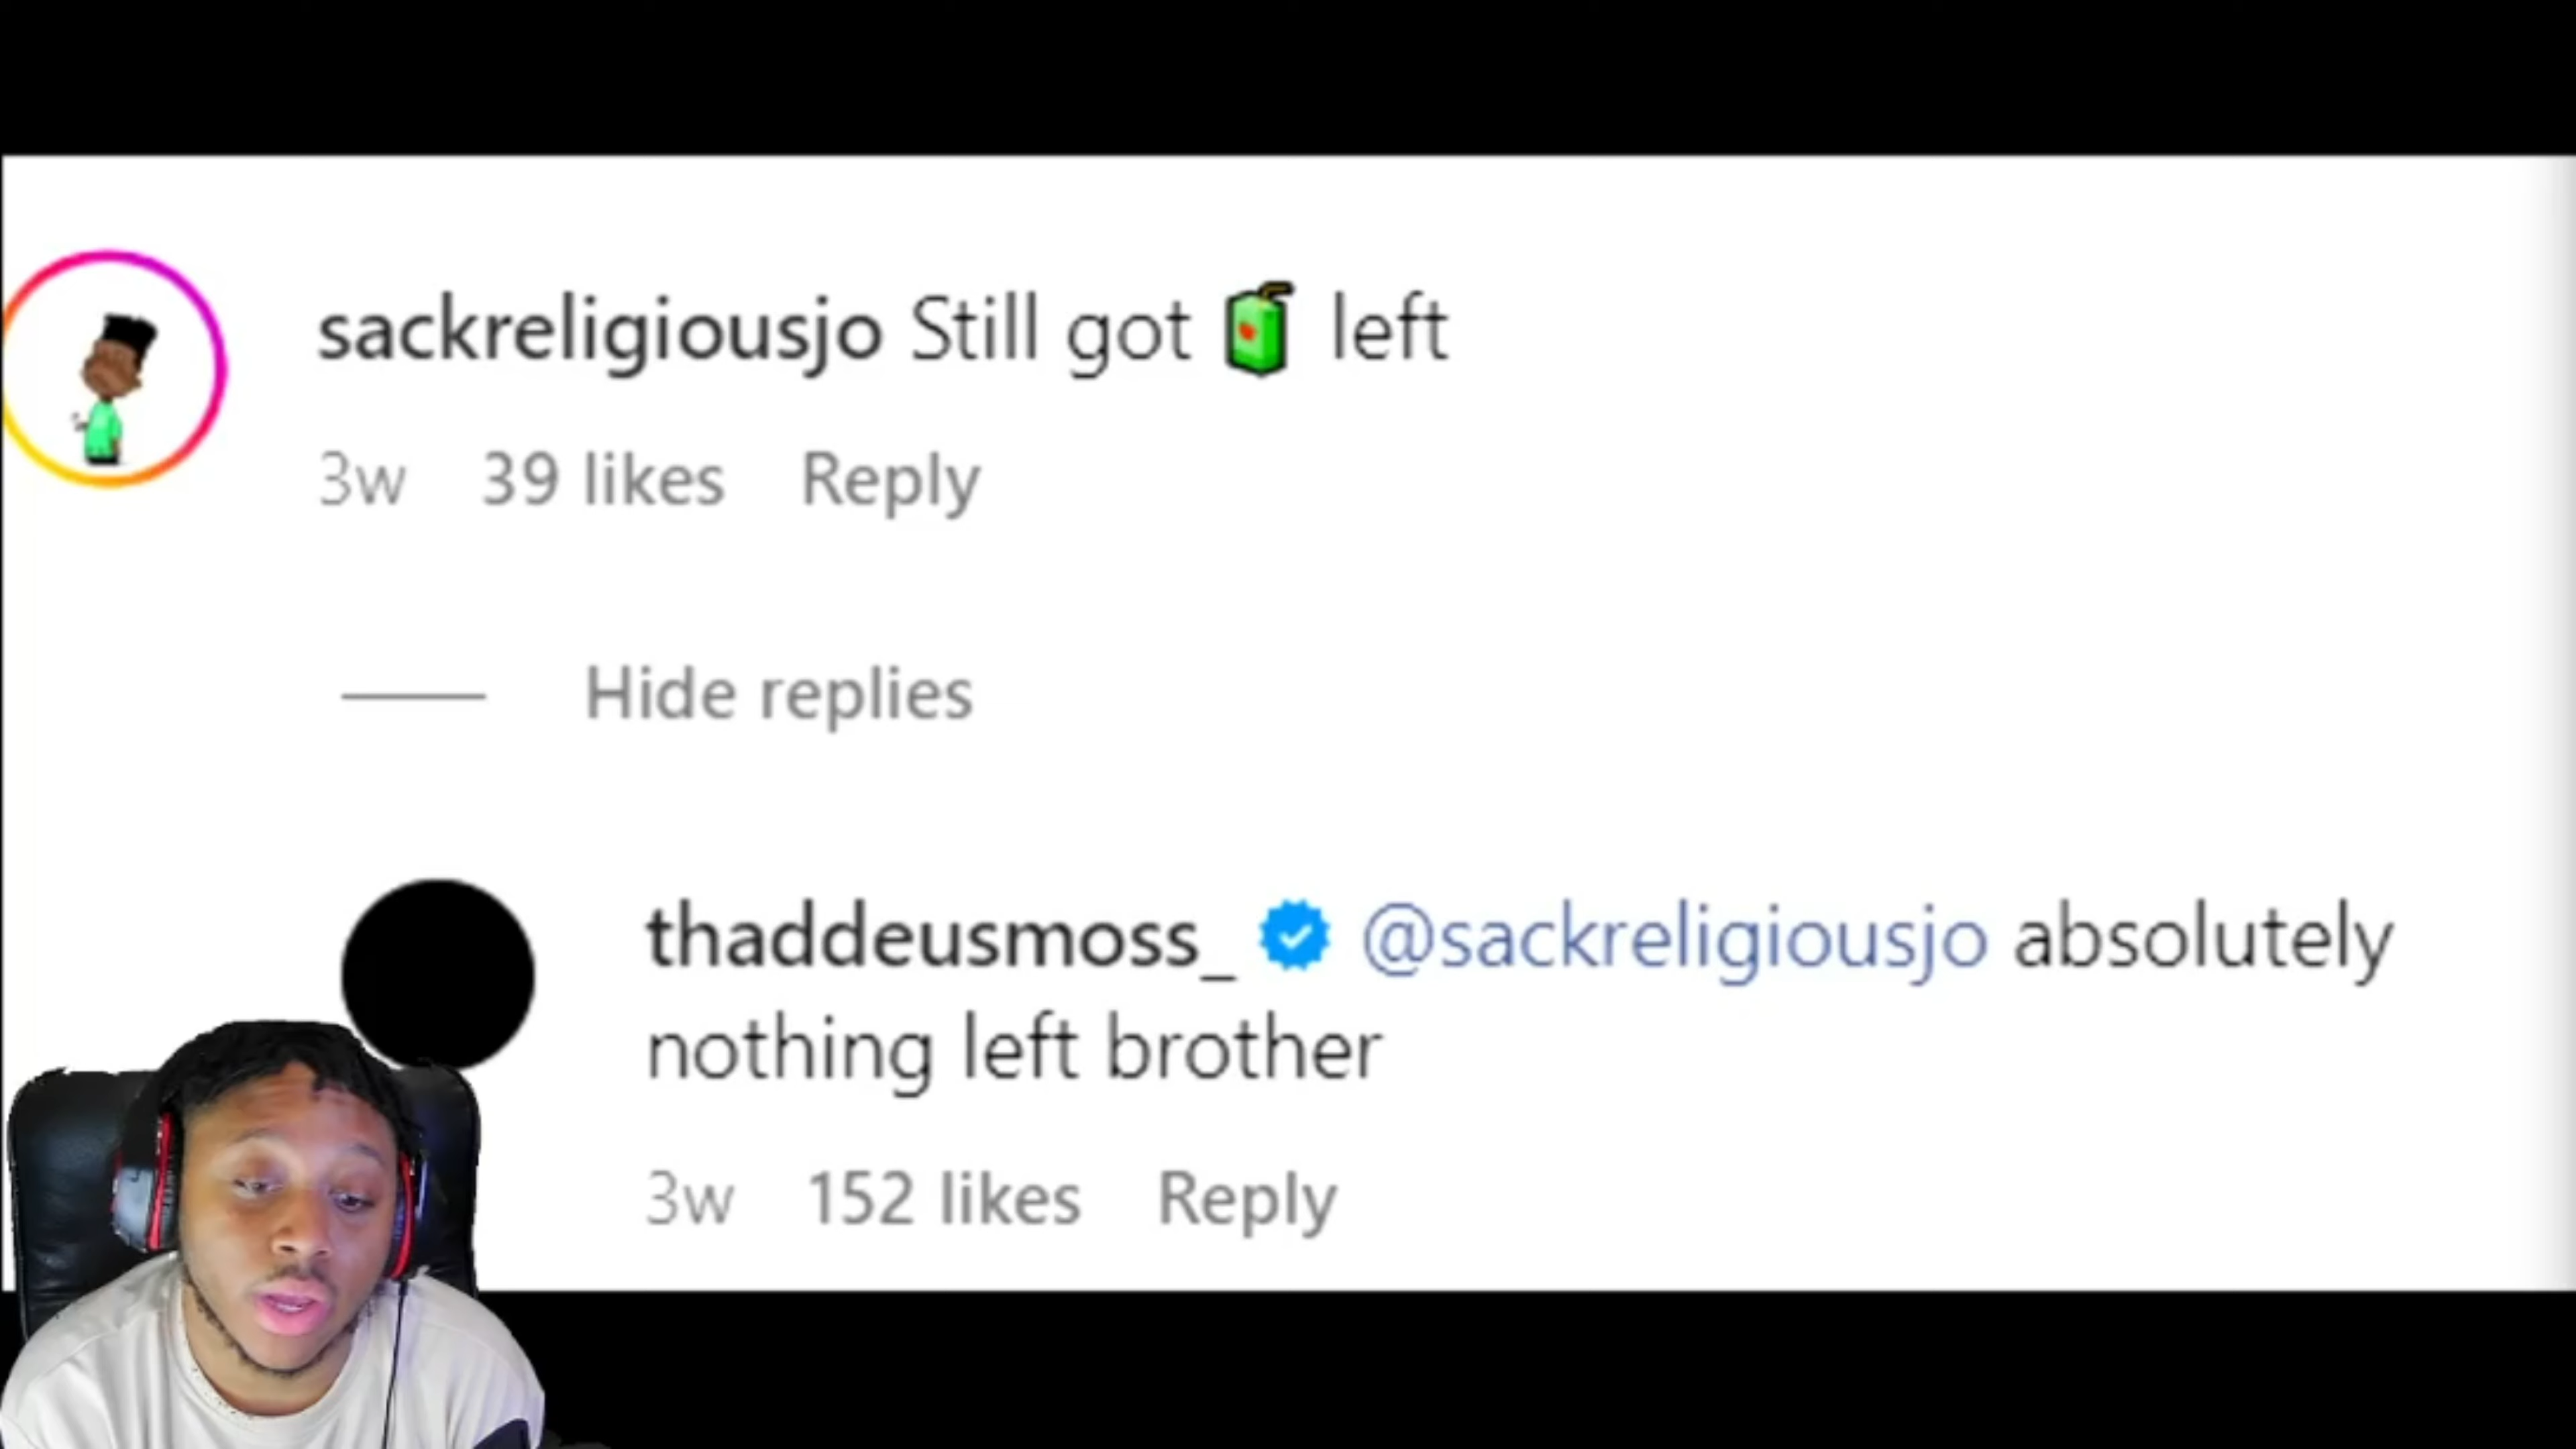 sackreligiousjo Still got 🧃 left
3w 39 likes Reply
Hide replies
thaddeusmoss_ @sackreligiousjo absolutely
nothing left brother
3w 152 likes Reply